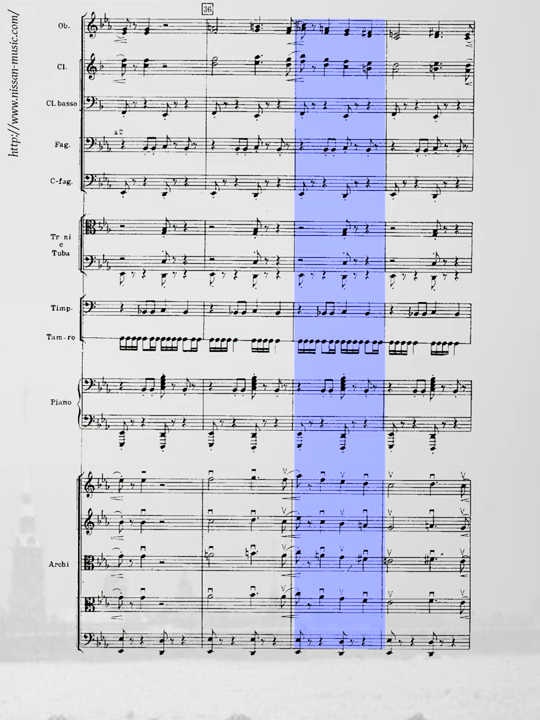 http://www.nissan-music.com/
36
Ob.
Cl.
Cl. basso
Fag.
a 2
C-fag.
Tr-ni
e
Tuba
Timp.
Tam-ro
Piano
Archi